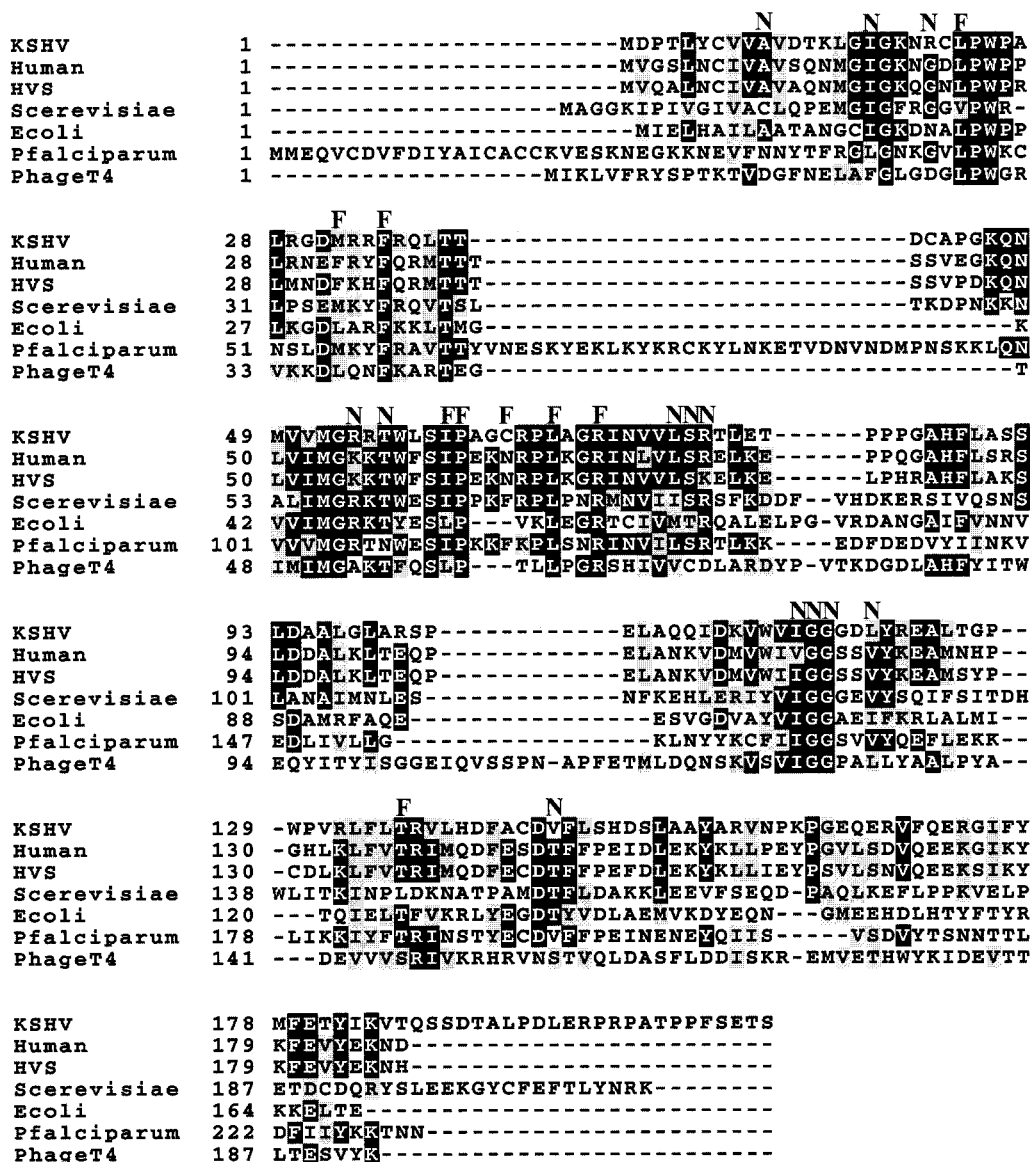 N N N F
KSHV 1 ----------------------MDPTLYCVVAVDTKLGIGKNRCLPWPA
Human 1 ----------------------MVGSLNCIVAVSQNMGIGKNGDLPWPP
HVS 1 ----------------------MVQALNCIVAVAQNMGIGKQGNLPWPR
Scerevisiae 1 ------------------MAGGKIPIVGIVACLQPEMGIGFRGGVPWR-
Ecoli 1 -----------------------MIELHAILAATANGCIGKDNALPWPP
Pfalciparum 1 MMEQVCDVFDIYAICACCKVESKNEGKKNEVFNNYTFRGLGNKGVLPWKC
PhageT4 1 -----------------MIKLVFRYSPTKTVDGFNELAFGLGDGLPWGR
F F
KSHV 28 LRGDMRRFRQLTT----------------------------DCAPGKQN
Human 28 LRNEFRYFQRMTTT---------------------------SSVEGKQN
HVS 28 LMNDFKHFQRMTTT---------------------------SSVPDKQN
Scerevisiae 31 LPSEMKYFRQVTSL---------------------------TKDPNKKN
Ecoli 27 LKGDLARFKKLTMG----------------------------------K
Pfalciparum 51 NSLDMKYFRAVTTYVNESKYEKLKYKRCKYLNKETVDNVNDMPNSKKLQN
PhageT4 33 VKKDLQNFKARTEG----------------------------------T
N N FF F F F NNN
KSHV 49 MVVMGRRTWLSIPAGCRPLAGRINVVLSRTLET------PPPGAHFLASS
Human 50 LVIMGKKTWFSIPEKNRPLKGRINLVLSRELKE------PPQGAHFLSRS
HVS 50 LVIMGKKTWFSIPEKNRPLKGRINLVLSKELKE------LPHRAHFLAKS
Scerevisiae 53 ALIMGRKTWESIPPKFRPLPNRMNVIISRSFKDDF--VHDKERSIVQSNS
Ecoli 42 VVIMGRKTYESLP---VKLEGRTCIVMTRQALELPG-VRDANGAIFVNNV
Pfalciparum 101 VVVMGRTNWESIPKKFKPLSNRINVILSRTLKK-----EDFDEDVYIINKV
PhageT4 48 IMIMGAKTFQSLP---TLLPGRSHIVVCDLARDYP-VTKDGDLAHFYITW
NNN N
KSHV 93 LDAALGLARSP------------ELAQQIDKVWVIGGGDLYREALTGP--
Human 94 LDDALKLTEQP------------ELANKVDMVWIVGGSSVYKEAMNHP--
HVS 94 LDDALKLTEQP------------ELANKVDMVWIIGGSSVYKEAMSYP--
Scerevisiae 101 LANAIMNLES-------------NFKEHLERIYVIGGGEVYSQIFSITDH
Ecoli 88 SDAMRFAQE----------------ESVGDVAYVIGGAEIFKRLALMI--
Pfalciparum 147 EDLIVLLG-----------------KLNYYKCFIIGGSVVYQEFLEKK--
PhageT4 94 EQYITYISGGEIQVSSPN-APFETMLDQNSKVSVIGGPALLYAALPYA--
F N
KSHV 129 -WPVRLFLTRVLHDFACDVFLSHDSLAAYARVNPKPGEQERVFQERGIFY
Human 130 -GHLKLFVTRIMQDFESDTFFPEIDLEKYKLLPEYPGVLSDVQEEKGIKY
HVS 130 -CDLKLFVTRIMQDFECDTFFPEFDLEKYKLLIEYPSVLSNVQEEKSIKY
Scerevisiae 138 WLITKINPLDKNATPAMDTFLDAKKLEEVFSEQD-PAQLKEFLPPKVELP
Ecoli 120 ---TQIELTFVKRLYEGDTYVDLAEMVKDYEQN---GMEEHDLHTYFTYR
Pfalciparum 178 -LIKKIYFTRINSTYECDVFFPEINENEYQIIS-----VSDVYTSNNTTL
PhageT4 141 ---DEVVVSRIVKRHRVNSTVQLDASFLDDISKR-EMVETHWYKIDEVTT
KSHV 178 MFETYIKVTQSSDTALPDLERPRPATPPFSETS
Human 179 KFEVYEKND-----------------------
HVS 179 KFEVYEKNH-----------------------
Scerevisiae 187 ETDCDQRYSLEEKGYCFEFTLYNRK--------
Ecoli 164 KKELTE--------------------------
Pfalciparum 222 DFIIYKKTNN----------------------
PhageT4 187 LTESVYK-------------------------